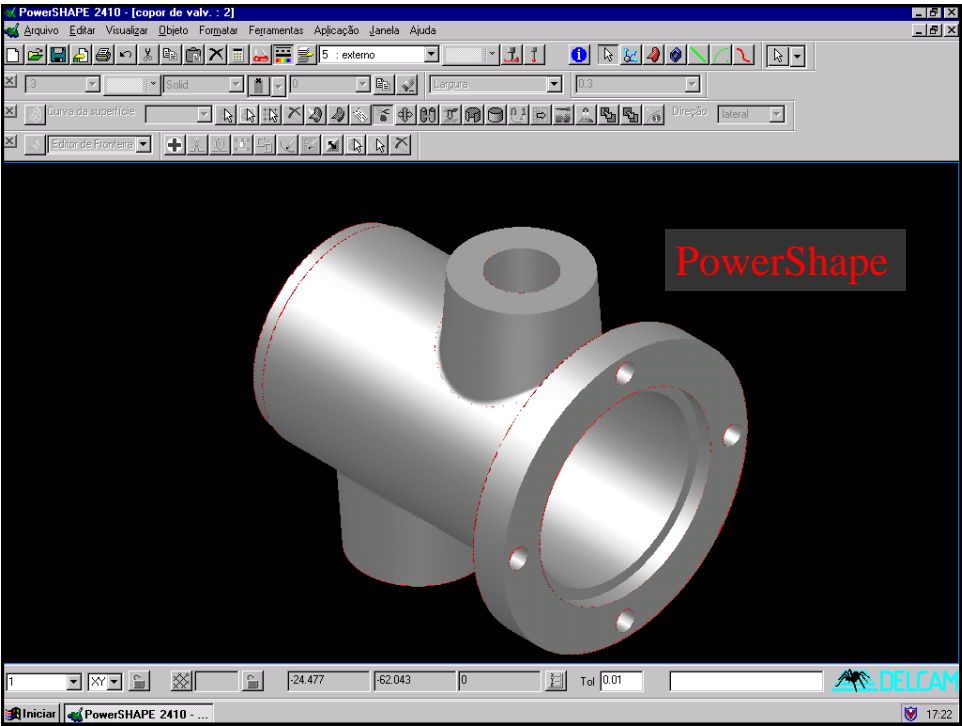 PowerSHAPE 2410 - [copor de valv. : 2]
Arquivo Editar Visualizar Objeto Formatar Ferramentas Aplicação Janela Ajuda
5 : externo
.3 Solid 0 Largura 0.3
Curva da superfície Direção lateral
Editor de Fronteira
PowerShape
1 XY -24.477 -62.043 0 Tol 0.01 DELCAM
Iniciar PowerSHAPE 2410 - ... 17:22